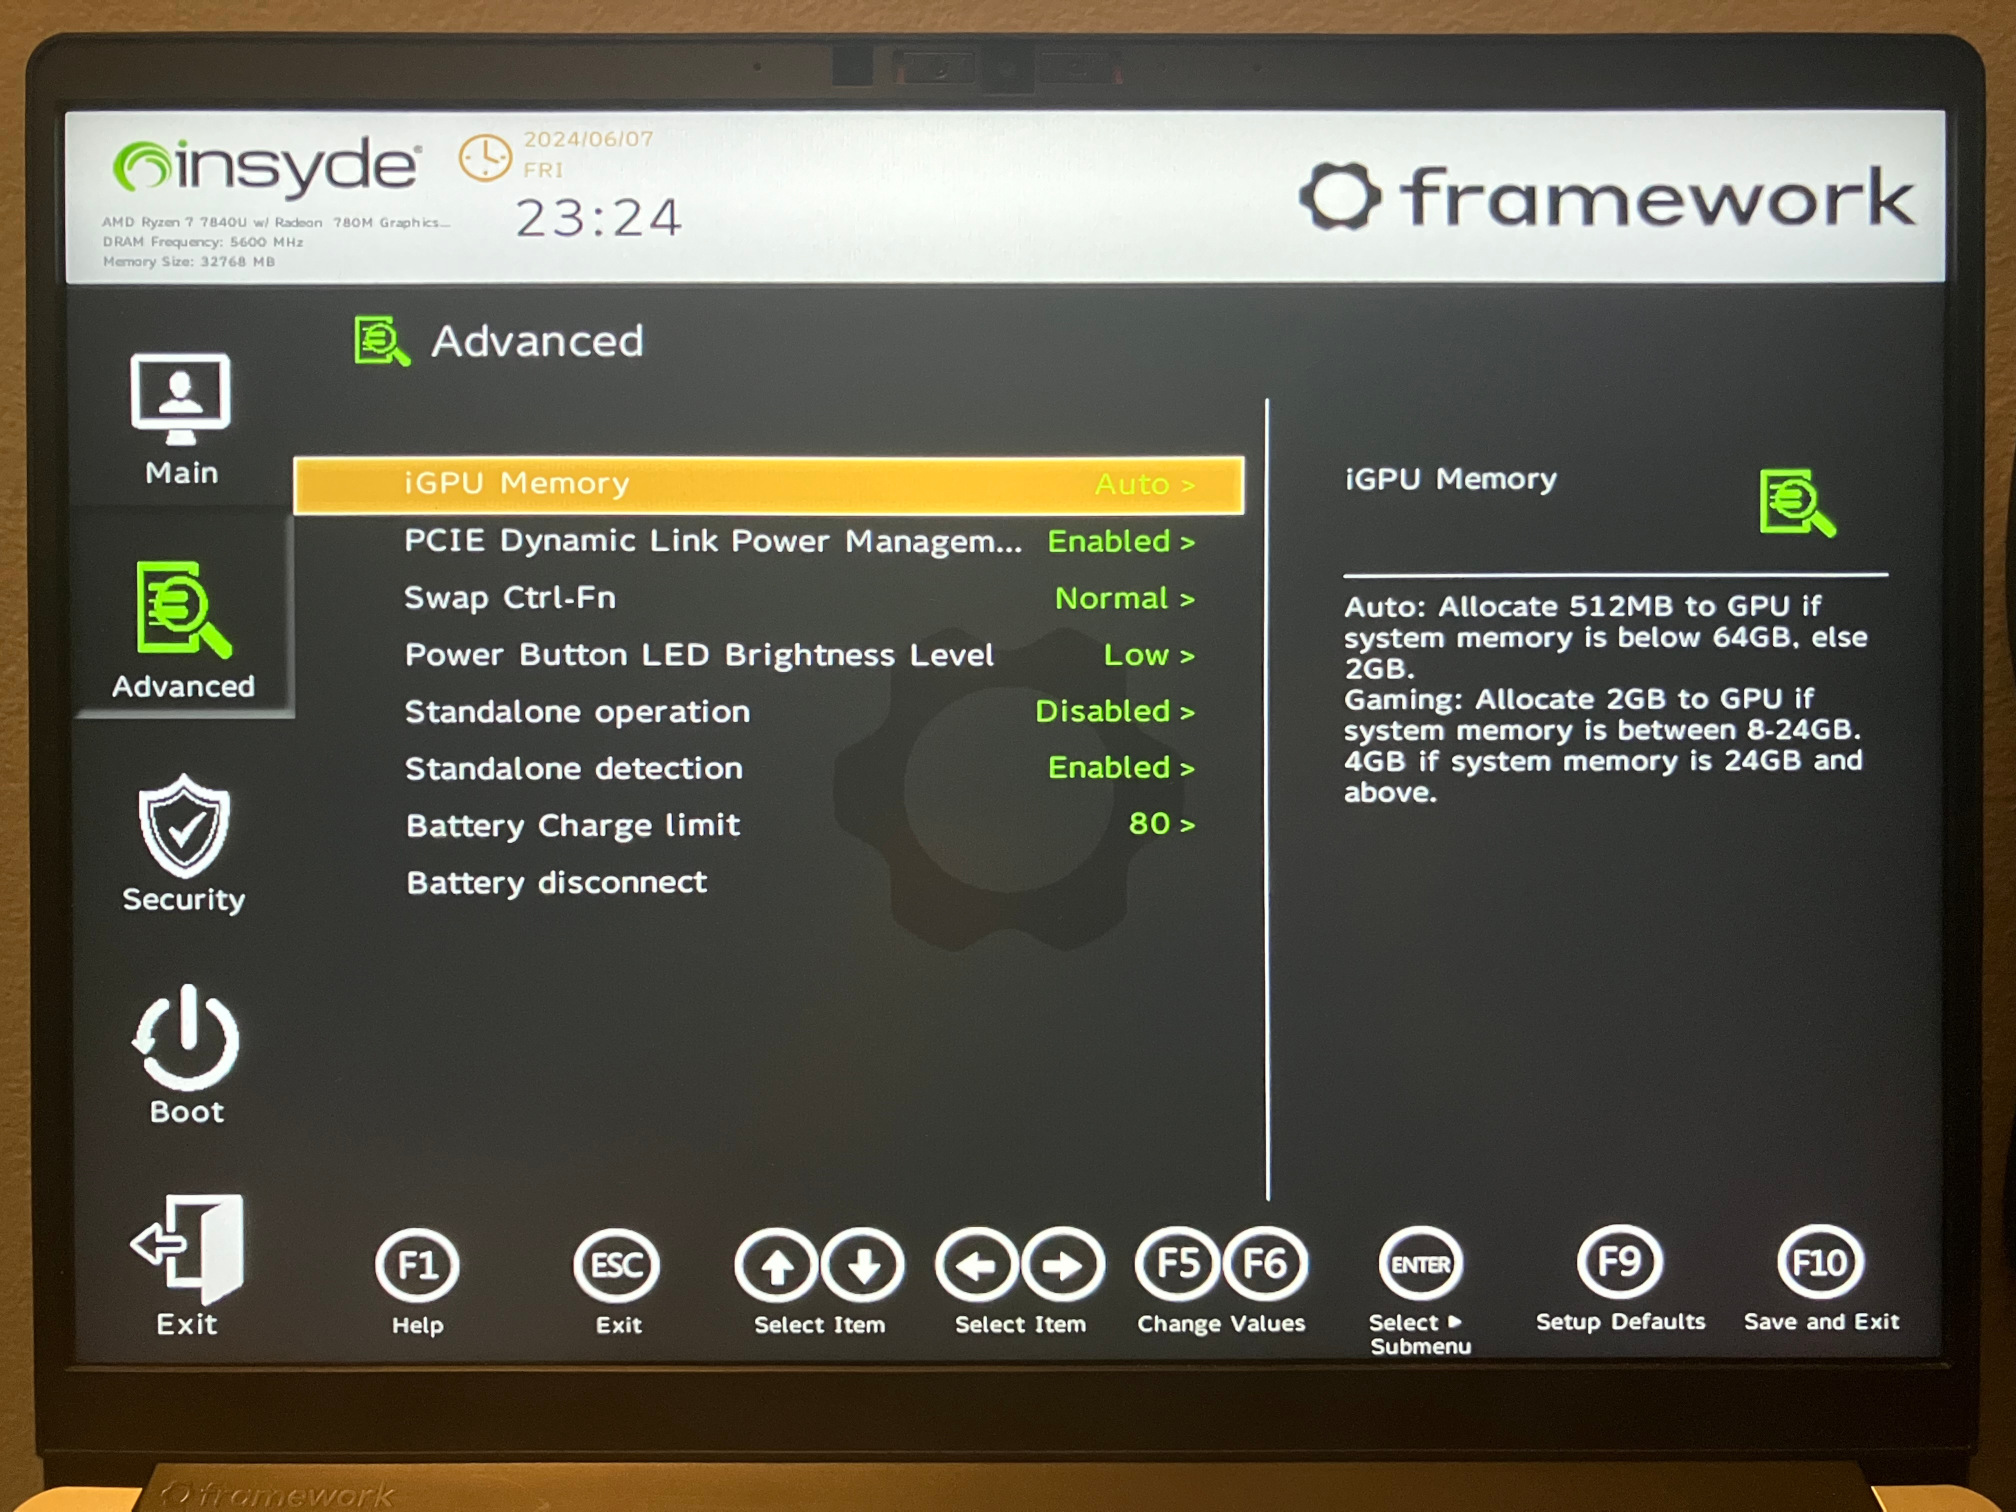 insyde
2024/06/07
FRI
23:24
AMD Ryzen 7 7840U w/ Radeon 780M Graphics...
DRAM Frequency: 5600 MHz
Memory Size: 32768 MB
framework
Main
Advanced
Security
Boot
Exit
Advanced
iGPU Memory Auto >
PCIE Dynamic Link Power Managem... Enabled >
Swap Ctrl-Fn Normal >
Power Button LED Brightness Level Low >
Standalone operation Disabled >
Standalone detection Enabled >
Battery Charge limit 80 >
Battery disconnect
iGPU Memory
Auto: Allocate 512MB to GPU if
system memory is below 64GB, else
2GB.
Gaming: Allocate 2GB to GPU if
system memory is between 8-24GB.
4GB if system memory is 24GB and
above.
F1
Help
ESC
Exit
Select Item
Select Item
F5 F6
Change Values
ENTER
Select ▶
Submenu
F9
Setup Defaults
F10
Save and Exit
framework